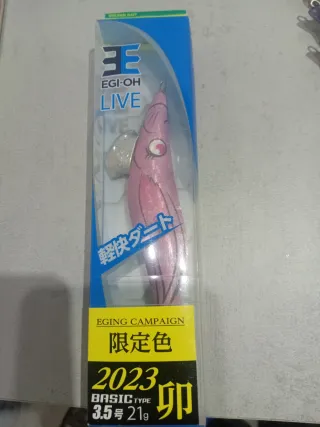 EGI-OH
LIVE
軽快ダート
EGING CAMPAIGN
限定色
2023 卯
BASIC TYPE
3.5号 21g